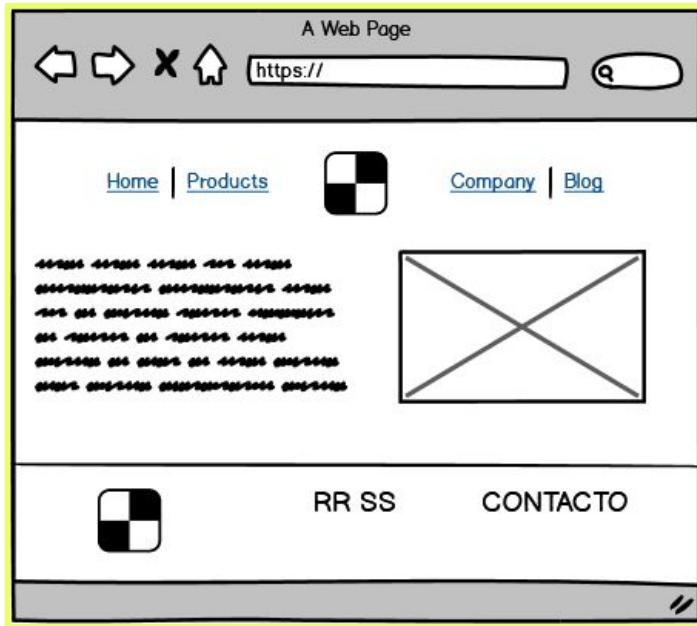 A Web Page
https://
Home | Products
Company | Blog
RR SS
CONTACTO